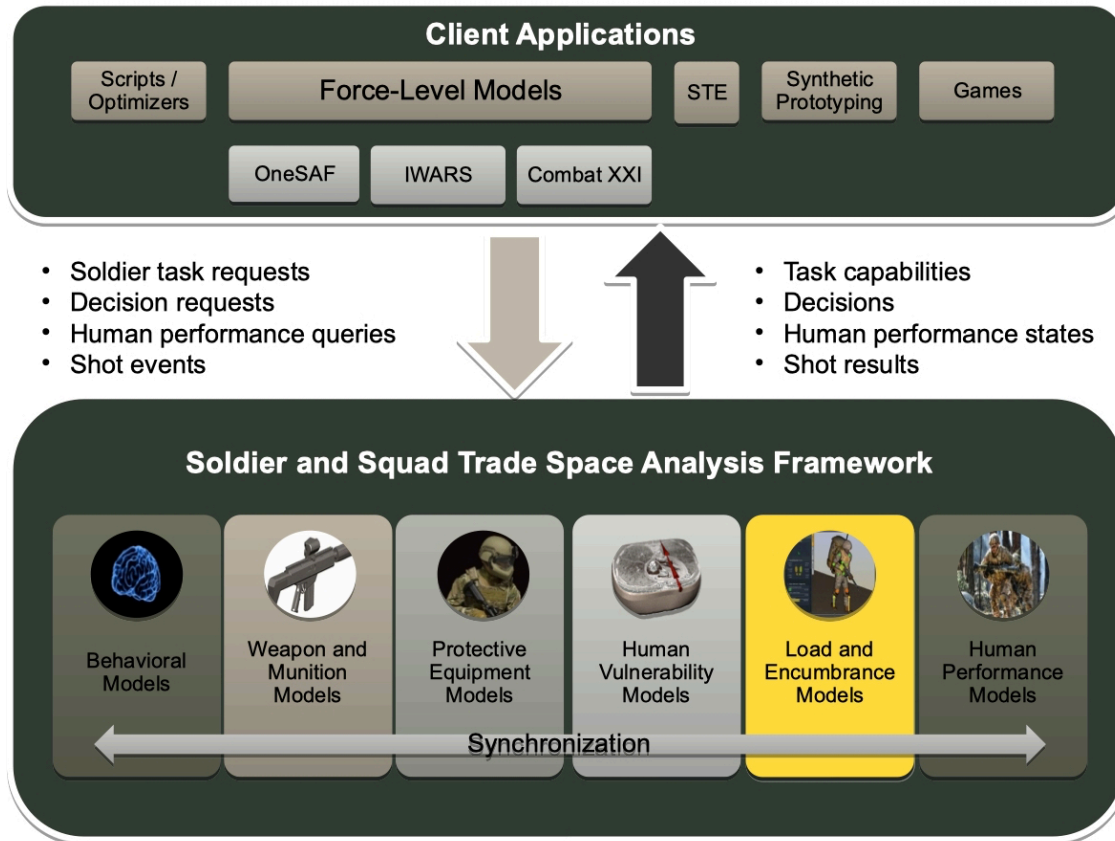 Client Applications
Scripts /
Optimizers
Force-Level Models
STE
Synthetic
Prototyping
Games
OneSAF
IWARS
Combat XXI
• Soldier task requests
• Decision requests
• Human performance queries
• Shot events
• Task capabilities
• Decisions
• Human performance states
• Shot results
Soldier and Squad Trade Space Analysis Framework
Behavioral
Models
Weapon and
Munition
Models
Protective
Equipment
Models
Human
Vulnerability
Models
Load and
Encumbrance
Models
Human
Performance
Models
Synchronization